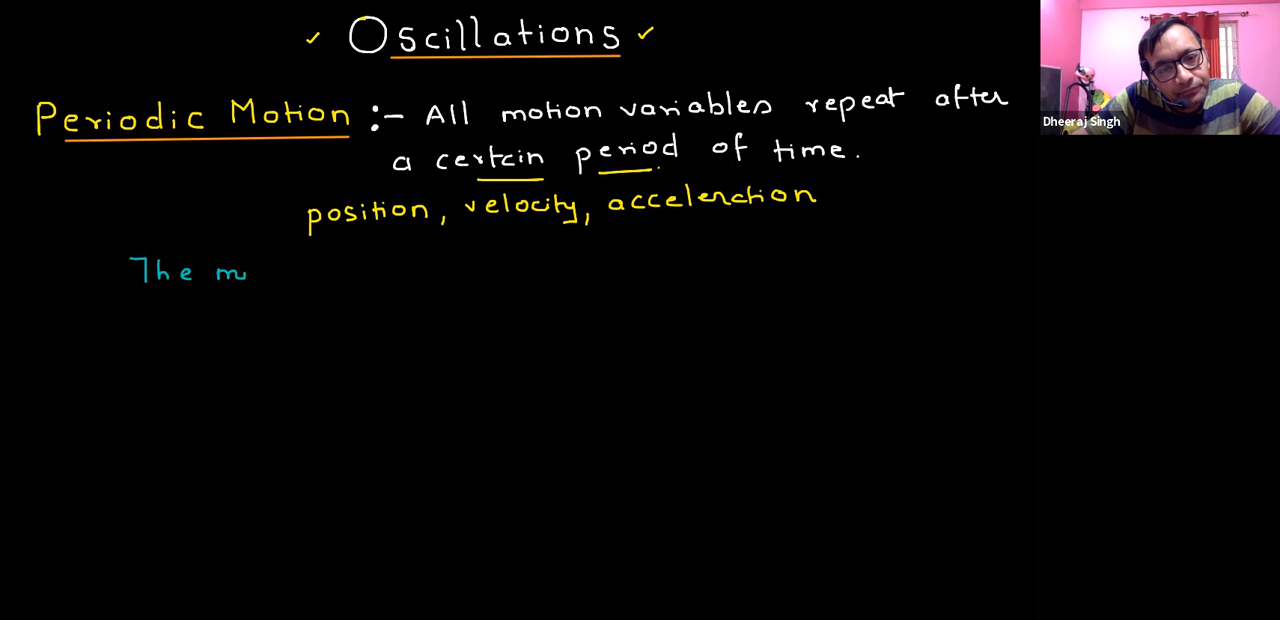 Oscillations
Periodic Motion :- All motion variables repeat after
a certain period of time.
position, velocity, acceleration
The m
Dheeraj Singh